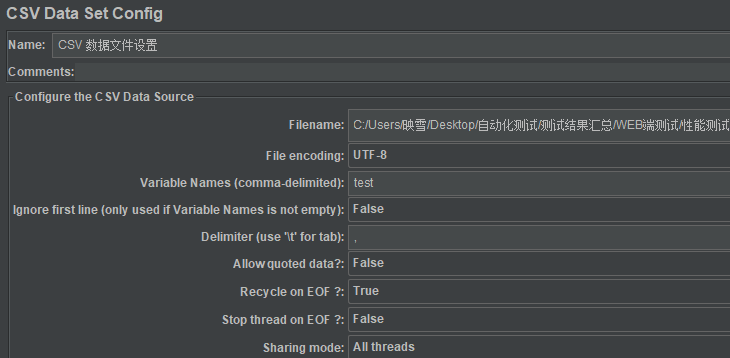 CSV Data Set Config
Name: CSV 数据文件设置
Comments:
Configure the CSV Data Source
Filename: C:/Users/映雪/Desktop/自动化测试/测试结果汇总/WEB端测试/性能测试
File encoding: UTF-8
Variable Names (comma-delimited): test
Ignore first line (only used if Variable Names is not empty): False
Delimiter (use '\t' for tab): ,
Allow quoted data?: False
Recycle on EOF ?: True
Stop thread on EOF ?: False
Sharing mode: All threads